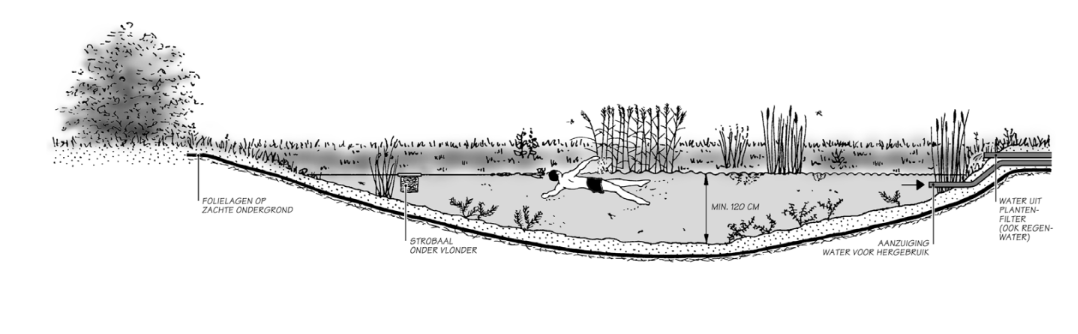 FOLIELAGEN OP
ZACHTE ONDERGROND
STROBAAL
ONDER VLONDER
MIN. 120 CM
AANZUIGING
WATER VOOR HERGEBRUIK
WATER UIT
PLANTEN-
FILTER
(OOK REGEN-
WATER)